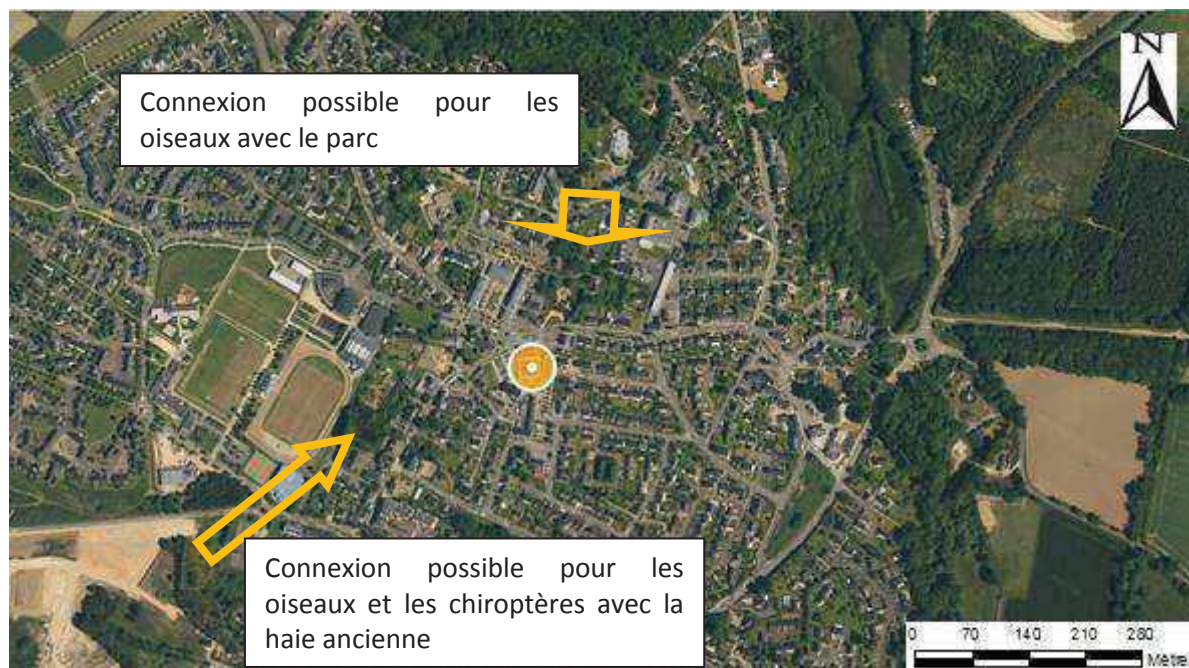 N
Connexion possible pour les
oiseaux avec le parc
Connexion possible pour les
oiseaux et les chiroptères avec la
haie ancienne
0 70 140 210 280
Mètre